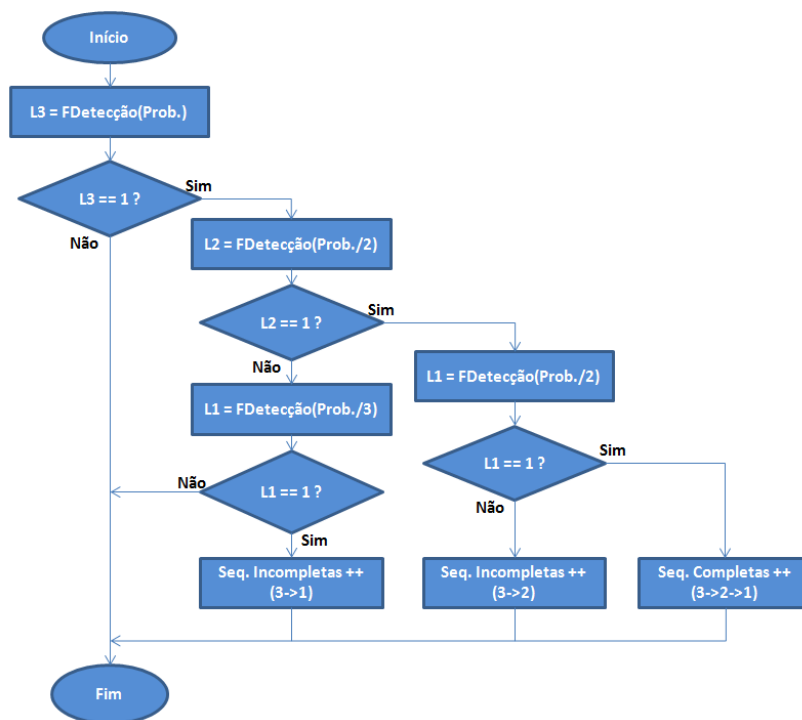 Início
L3 = FDetecção(Prob.)
L3 == 1 ?
Sim
Não
L2 = FDetecção(Prob./2)
L2 == 1 ?
Sim
Não
L1 = FDetecção(Prob./2)
L1 = FDetecção(Prob./3)
L1 == 1 ?
Sim
Não
L1 == 1 ?
Não
Sim
Seq. Incompletas ++
(3->1)
Seq. Incompletas ++
(3->2)
Seq. Completas ++
(3->2->1)
Fim